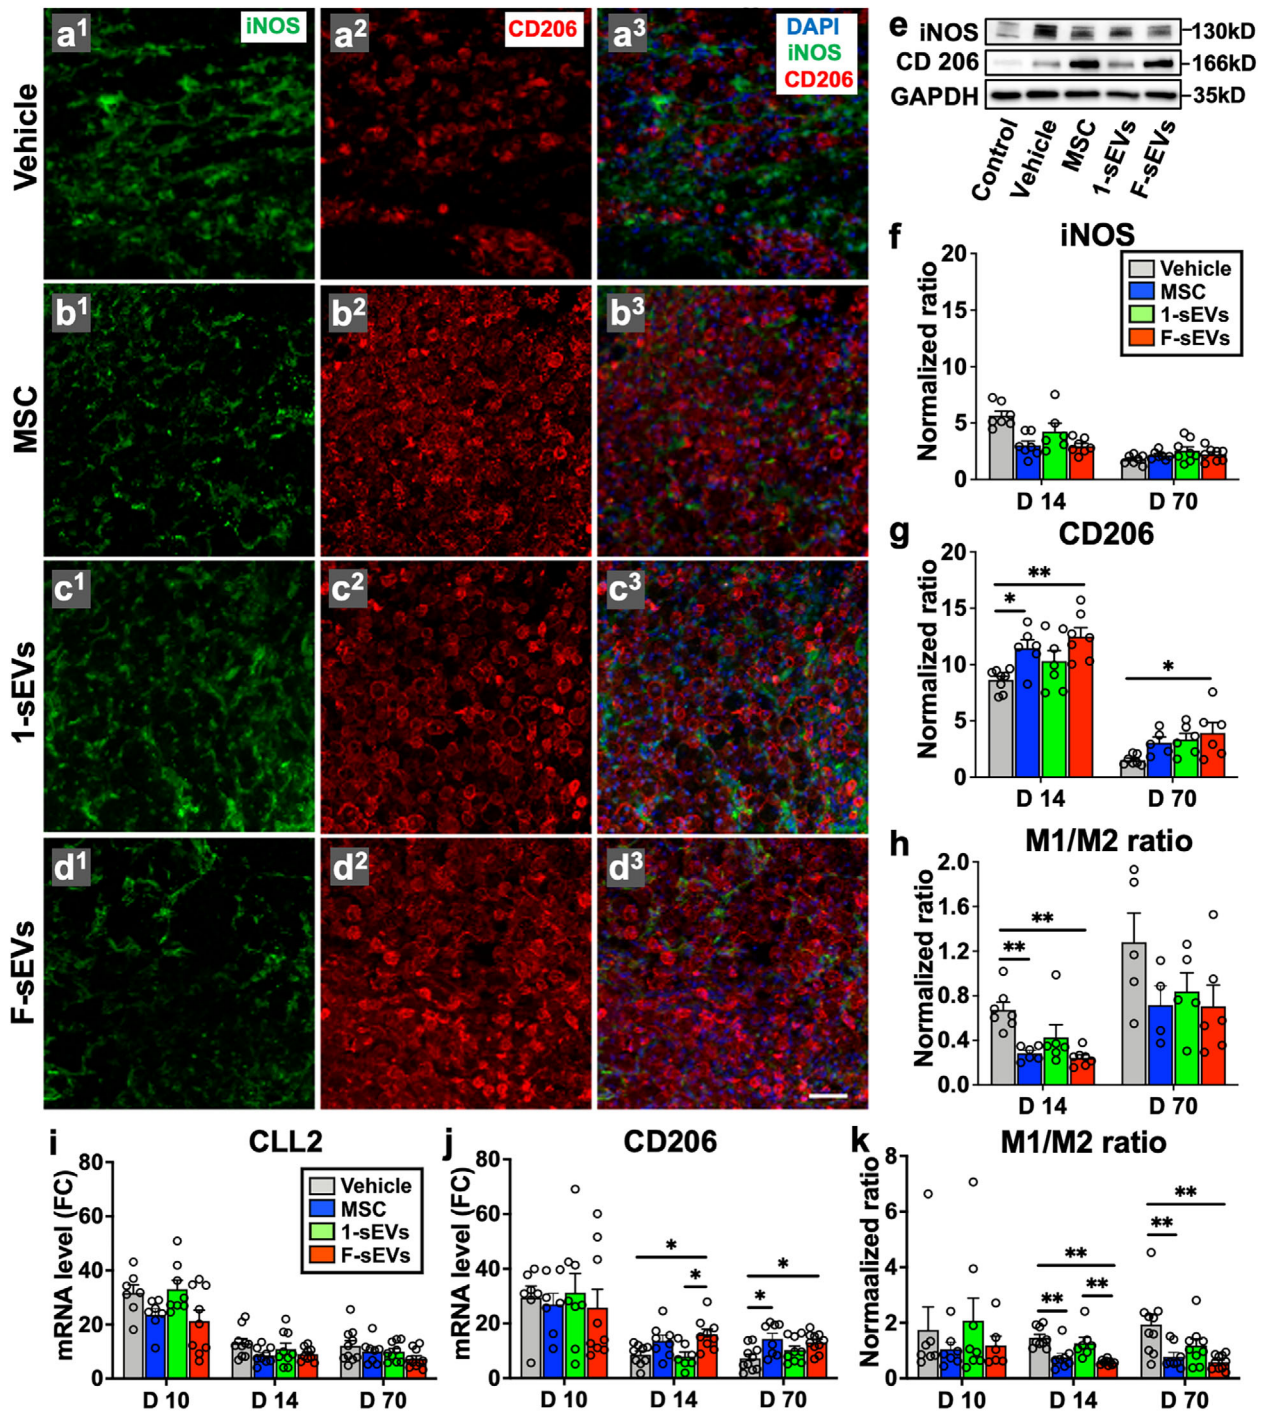 a1
iNOS
a2
CD206
a3
DAPI
iNOS
CD206
Vehicle
b1
b2
b3
MSC
c1
c2
c3
1-sEVs
d1
d2
d3
F-sEVs
e
iNOS
130kD
CD 206
166kD
GAPDH
35kD
Control
Vehicle
MSC
1-sEVs
F-sEVs
f
iNOS
Normalized ratio
20
15
10
5
0
Vehicle
MSC
1-sEVs
F-sEVs
D 14
D 70
g
CD206
Normalized ratio
20
15
10
5
0
**
*
*
D 14
D 70
h
M1/M2 ratio
Normalized ratio
2.0
1.6
1.2
0.8
0.4
0.0
**
**
D 14
D 70
i
CLL2
mRNA level (FC)
80
60
40
20
0
Vehicle
MSC
1-sEVs
F-sEVs
D 10
D 14
D 70
j
CD206
mRNA level (FC)
80
60
40
20
0
*
*
*
*
D 10
D 14
D 70
k
M1/M2 ratio
Normalized ratio
8
6
4
2
0
**
**
**
**
**
D 10
D 14
D 70